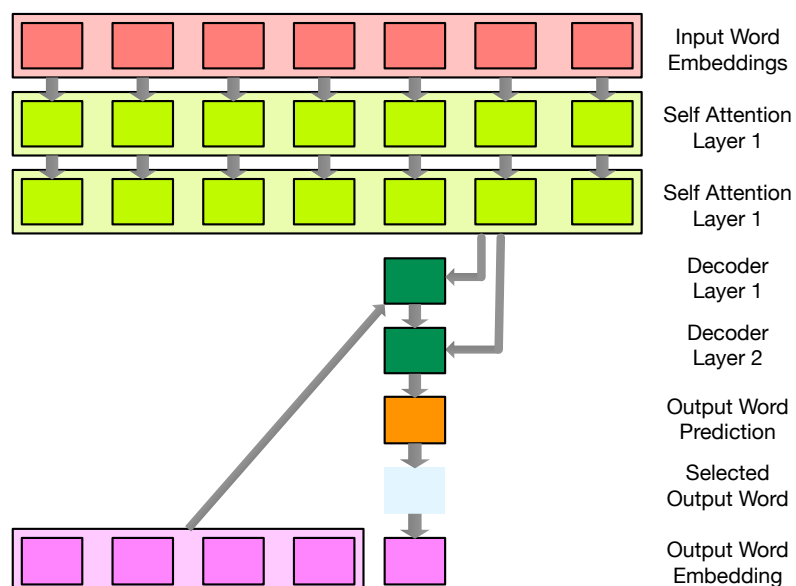 Input Word
Embeddings
Self Attention
Layer 1
Self Attention
Layer 1
Decoder
Layer 1
Decoder
Layer 2
Output Word
Prediction
Selected
Output Word
Output Word
Embedding